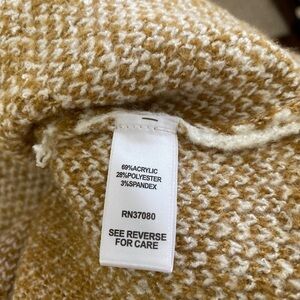 69%ACRYLIC
28%POLYESTER
3%SPANDEX
RN37080
SEE REVERSE
FOR CARE